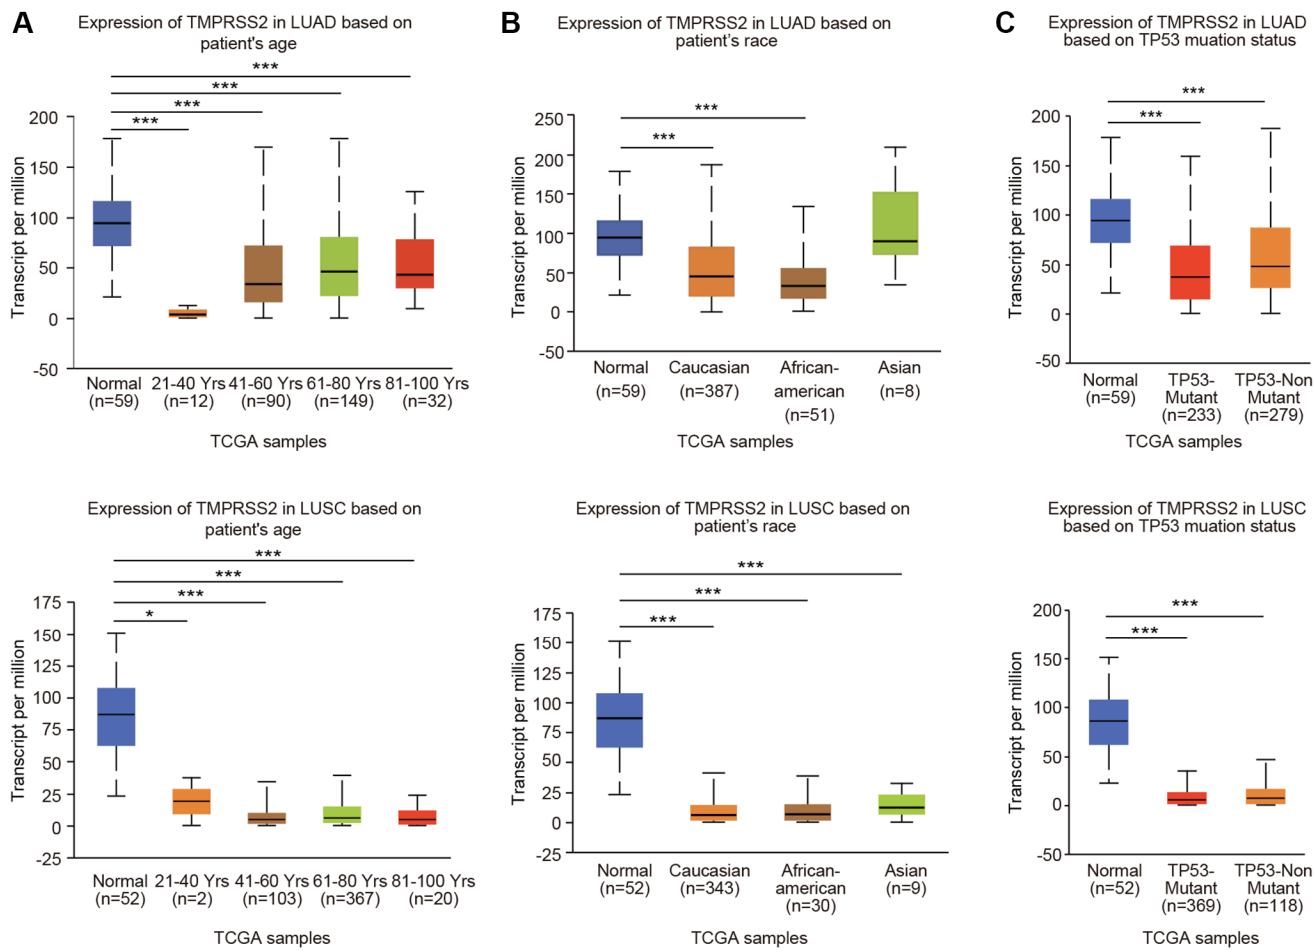 A
Expression of TMPRSS2 in LUAD based on
patient's age
***
***
***
***
Transcript per million
200
150
100
50
0
-50
Normal 21-40 Yrs 41-60 Yrs 61-80 Yrs 81-100 Yrs
(n=59) (n=12) (n=90) (n=149) (n=32)
TCGA samples
B
Expression of TMPRSS2 in LUAD based on
patient’s race
***
***
Transcript per million
250
200
150
100
50
0
-50
Normal Caucasian African- Asian
(n=59) (n=387) american (n=8)
(n=51)
TCGA samples
C
Expression of TMPRSS2 in LUAD
based on TP53 muation status
***
***
Transcript per million
200
150
100
50
0
-50
Normal TP53- TP53-Non
(n=59) Mutant Mutant
(n=233) (n=279)
TCGA samples
Expression of TMPRSS2 in LUSC based on
patient's age
***
***
***
*
Transcript per million
175
150
125
100
75
50
25
0
-25
Normal 21-40 Yrs 41-60 Yrs 61-80 Yrs 81-100 Yrs
(n=52) (n=2) (n=103) (n=367) (n=20)
TCGA samples
Expression of TMPRSS2 in LUSC based on
patient’s race
***
***
***
Transcript per million
175
150
125
100
75
50
25
0
-25
Normal Caucasian African- Asian
(n=52) (n=343) american (n=9)
(n=30)
TCGA samples
Expression of TMPRSS2 in LUSC
based on TP53 muation status
***
***
Transcript per million
200
150
100
50
0
-50
Normal TP53- TP53-Non
(n=52) Mutant Mutant
(n=369) (n=118)
TCGA samples